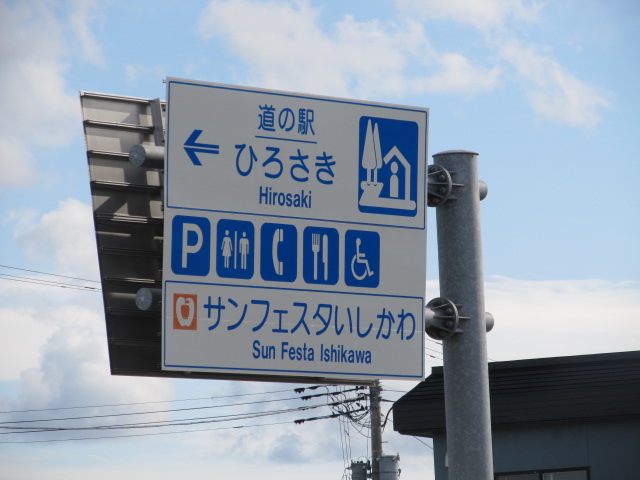 道の駅
ひろさき
Hirosaki
P
サンフェスタいしかわ
Sun Festa Ishikawa